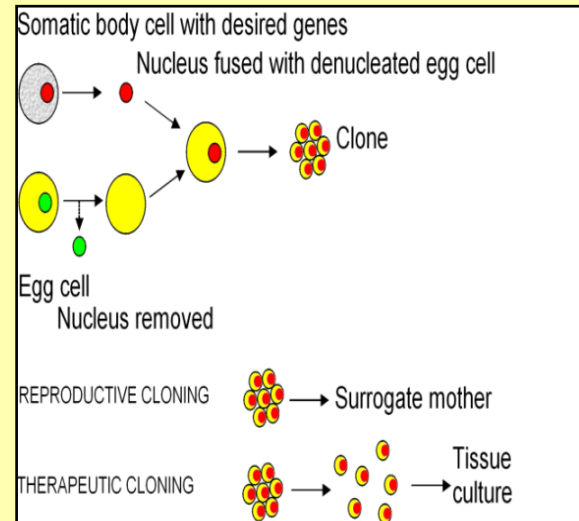 Somatic body cell with desired genes
Nucleus fused with denucleated egg cell
Clone
Egg cell
Nucleus removed
REPRODUCTIVE CLONING
Surrogate mother
THERAPEUTIC CLONING
Tissue
culture